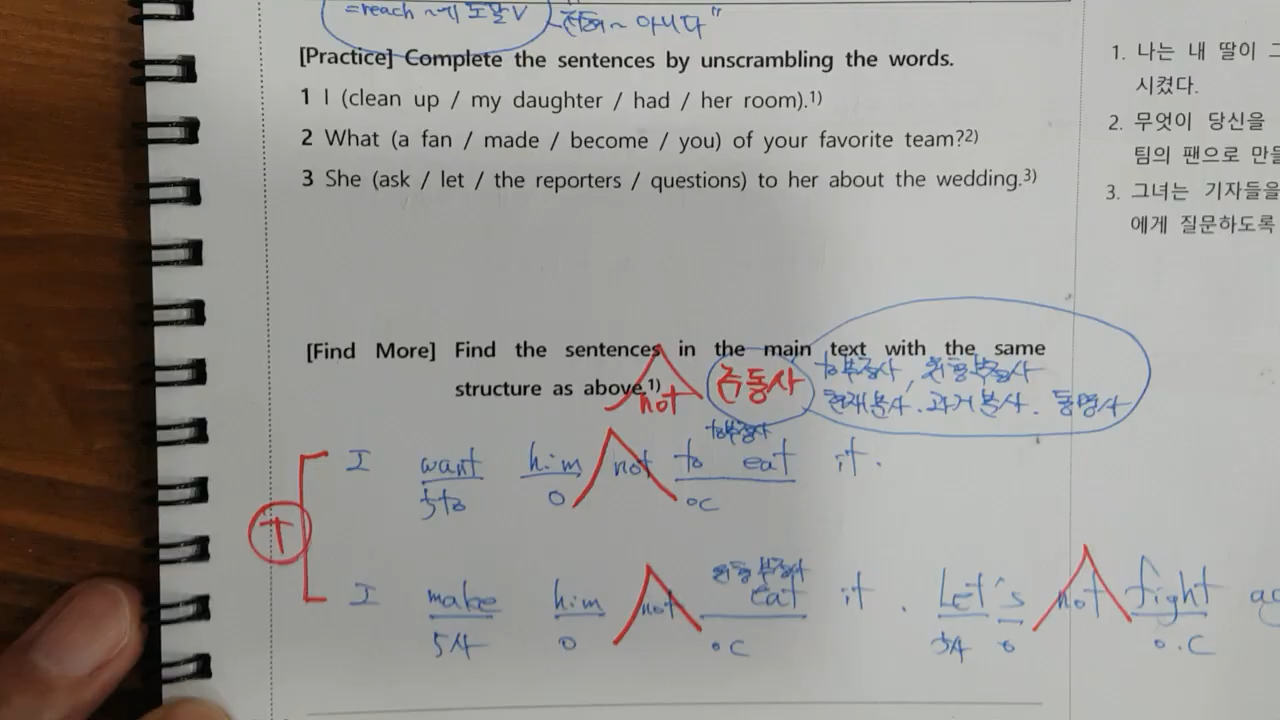 =reach ~에 도달V 전혀~ 아니다"
[Practice] Complete the sentences by unscrambling the words.
1 I (clean up / my daughter / had / her room).1)
2 What (a fan / made / become / you) of your favorite team?2)
3 She (ask / let / the reporters / questions) to her about the wedding.3)
1. 나는 내 딸이 그
시켰다.
2. 무엇이 당신을
팀의 팬으로 만들
3. 그녀는 기자들을
에게 질문하도록
[Find More] Find the sentences in the main text with the same
structure as above.1)
not 준동사 to부정사, 원형부정사
현재분사. 과거분사. 동명사
to부정사
I want him not to eat it.
5형 O O.C
T
원형부정사
I make him not eat it. Let's not fight
5사 O O.C 5사 O O.C